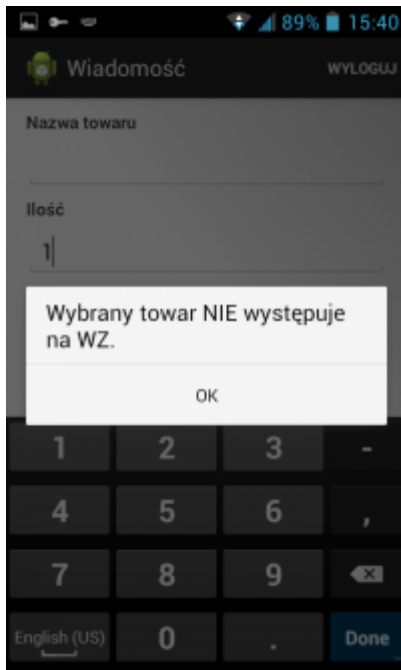 89% 15:40
Wiadomość WYLOGUJ
Nazwa towaru
Ilość
1
Wybrany towar NIE występuje
na WZ.
OK
1 2 3 -
4 5 6 ,
7 8 9
English (US) 0 . Done